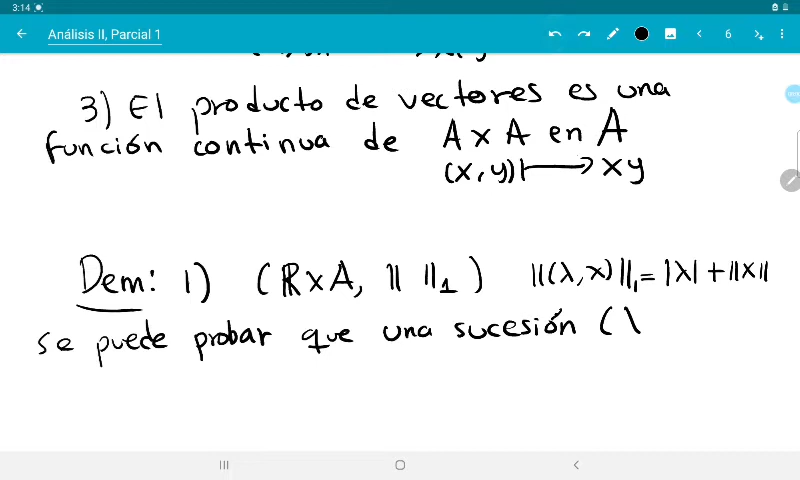 3:14
Análisis II, Parcial 1
6
3) El producto de vectores es una
función continua de A x A en A
(x, y) ⟼ xy
Dem: 1) (ℝxA, || ||₁) ||(λ,x)||₁ = |λ| + ||x||
se puede probar que una sucesión (